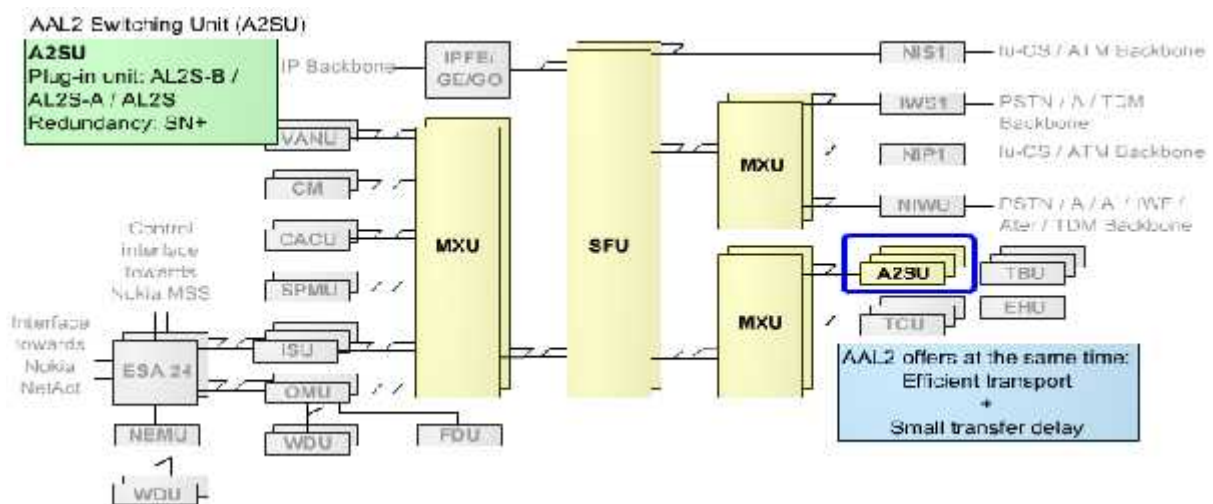 AAL2 Switching Unit (A2SU)
A2SU
Plug-in unit: AL2S-B /
AL2S-A / AL2S
Redundancy: SN+
IP Backbone
IPFE/
GE/GO
NIS1
Iu-CS / ATM Backbone
IWS1
PSTN / A / TDM
Backbone
NIP1
Iu-CS / ATM Backbone
NIWU
PSTN / A / A' / IWF /
Ater / TDM Backbone
VANU
CM
CACU
SPMU
ISU
OMU
MXU
SFU
MXU
MXU
A2SU
TBU
TCU
EHU
Control
interface
towards
Nokia MSS
Interface
towards
Nokia
NetAct
ESA 24
NEMU
WDU
FDU
WDU
AAL2 offers at the same time:
Efficient transport
+
Small transfer delay